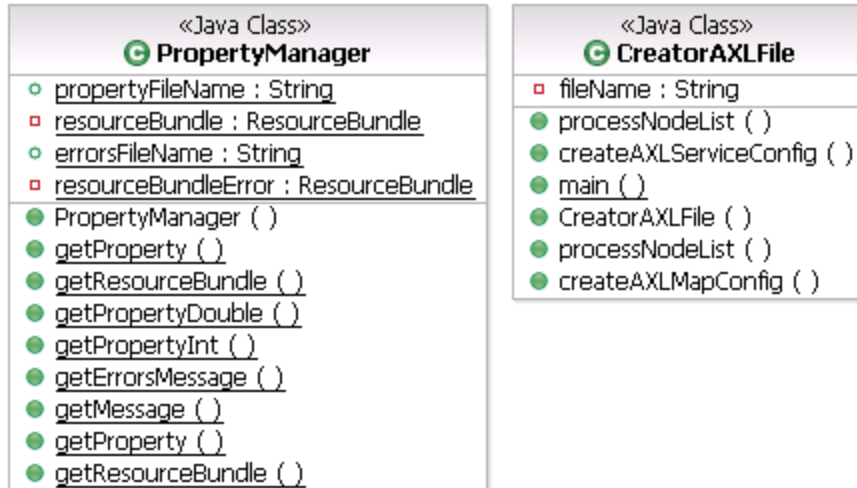 «Java Class»
PropertyManager
propertyFileName : String
resourceBundle : ResourceBundle
errorsFileName : String
resourceBundleError : ResourceBundle
PropertyManager ( )
getProperty ( )
getResourceBundle ( )
getPropertyDouble ( )
getPropertyInt ( )
getErrorsMessage ( )
getMessage ( )
getProperty ( )
getResourceBundle ( )
«Java Class»
CreatorAXLFile
fileName : String
processNodeList ( )
createAXLServiceConfig ( )
main ( )
CreatorAXLFile ( )
processNodeList ( )
createAXLMapConfig ( )